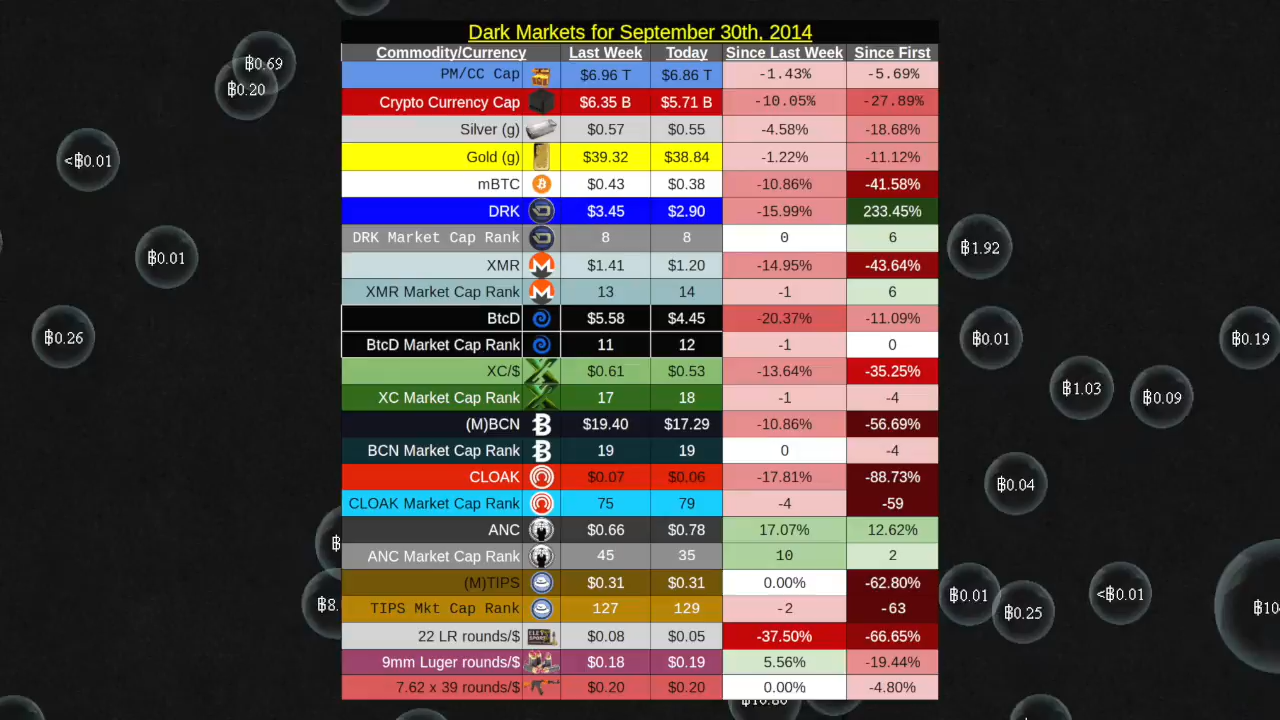 Dark Markets for September 30th, 2014
Commodity/Currency Last Week Today Since Last Week Since First
PM/CC Cap $6.96 T $6.86 T -1.43% -5.69%
Crypto Currency Cap $6.35 B $5.71 B -10.05% -27.89%
Silver (g) $0.57 $0.55 -4.58% -18.68%
Gold (g) $39.32 $38.84 -1.22% -11.12%
mBTC $0.43 $0.38 -10.86% -41.58%
DRK $3.45 $2.90 -15.99% 233.45%
DRK Market Cap Rank 8 8 0 6
XMR $1.41 $1.20 -14.95% -43.64%
XMR Market Cap Rank 13 14 -1 6
BtcD $5.58 $4.45 -20.37% -11.09%
BtcD Market Cap Rank 11 12 -1 0
XC/$ $0.61 $0.53 -13.64% -35.25%
XC Market Cap Rank 17 18 -1 -4
(M)BCN $19.40 $17.29 -10.86% -56.69%
BCN Market Cap Rank 19 19 0 -4
CLOAK $0.07 $0.06 -17.81% -88.73%
CLOAK Market Cap Rank 75 79 -4 -59
ANC $0.66 $0.78 17.07% 12.62%
ANC Market Cap Rank 45 35 10 2
(M)TIPS $0.31 $0.31 0.00% -62.80%
TIPS Mkt Cap Rank 127 129 -2 -63
22 LR rounds/$ $0.08 $0.05 -37.50% -66.65%
9mm Luger rounds/$ $0.18 $0.19 5.56% -19.44%
7.62 x 39 rounds/$ $0.20 $0.20 0.00% -4.80%
฿0.69
฿0.20
<฿0.01
฿0.01
฿0.26
฿
฿8.
฿1.92
฿0.01
฿0.19
฿1.03
฿0.09
฿0.04
฿0.01
฿0.25
<฿0.01
฿10